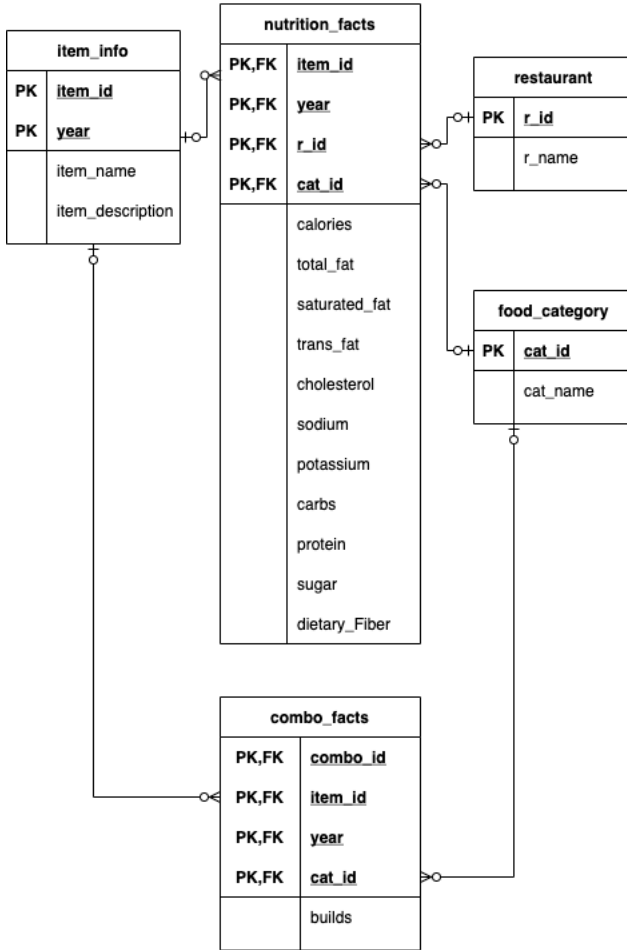 item_info
PK item_id
PK year
item_name
item_description
nutrition_facts
PK,FK item_id
PK,FK year
PK,FK r_id
PK,FK cat_id
calories
total_fat
saturated_fat
trans_fat
cholesterol
sodium
potassium
carbs
protein
sugar
dietary_Fiber
restaurant
PK r_id
r_name
food_category
PK cat_id
cat_name
combo_facts
PK,FK combo_id
PK,FK item_id
PK,FK year
PK,FK cat_id
builds